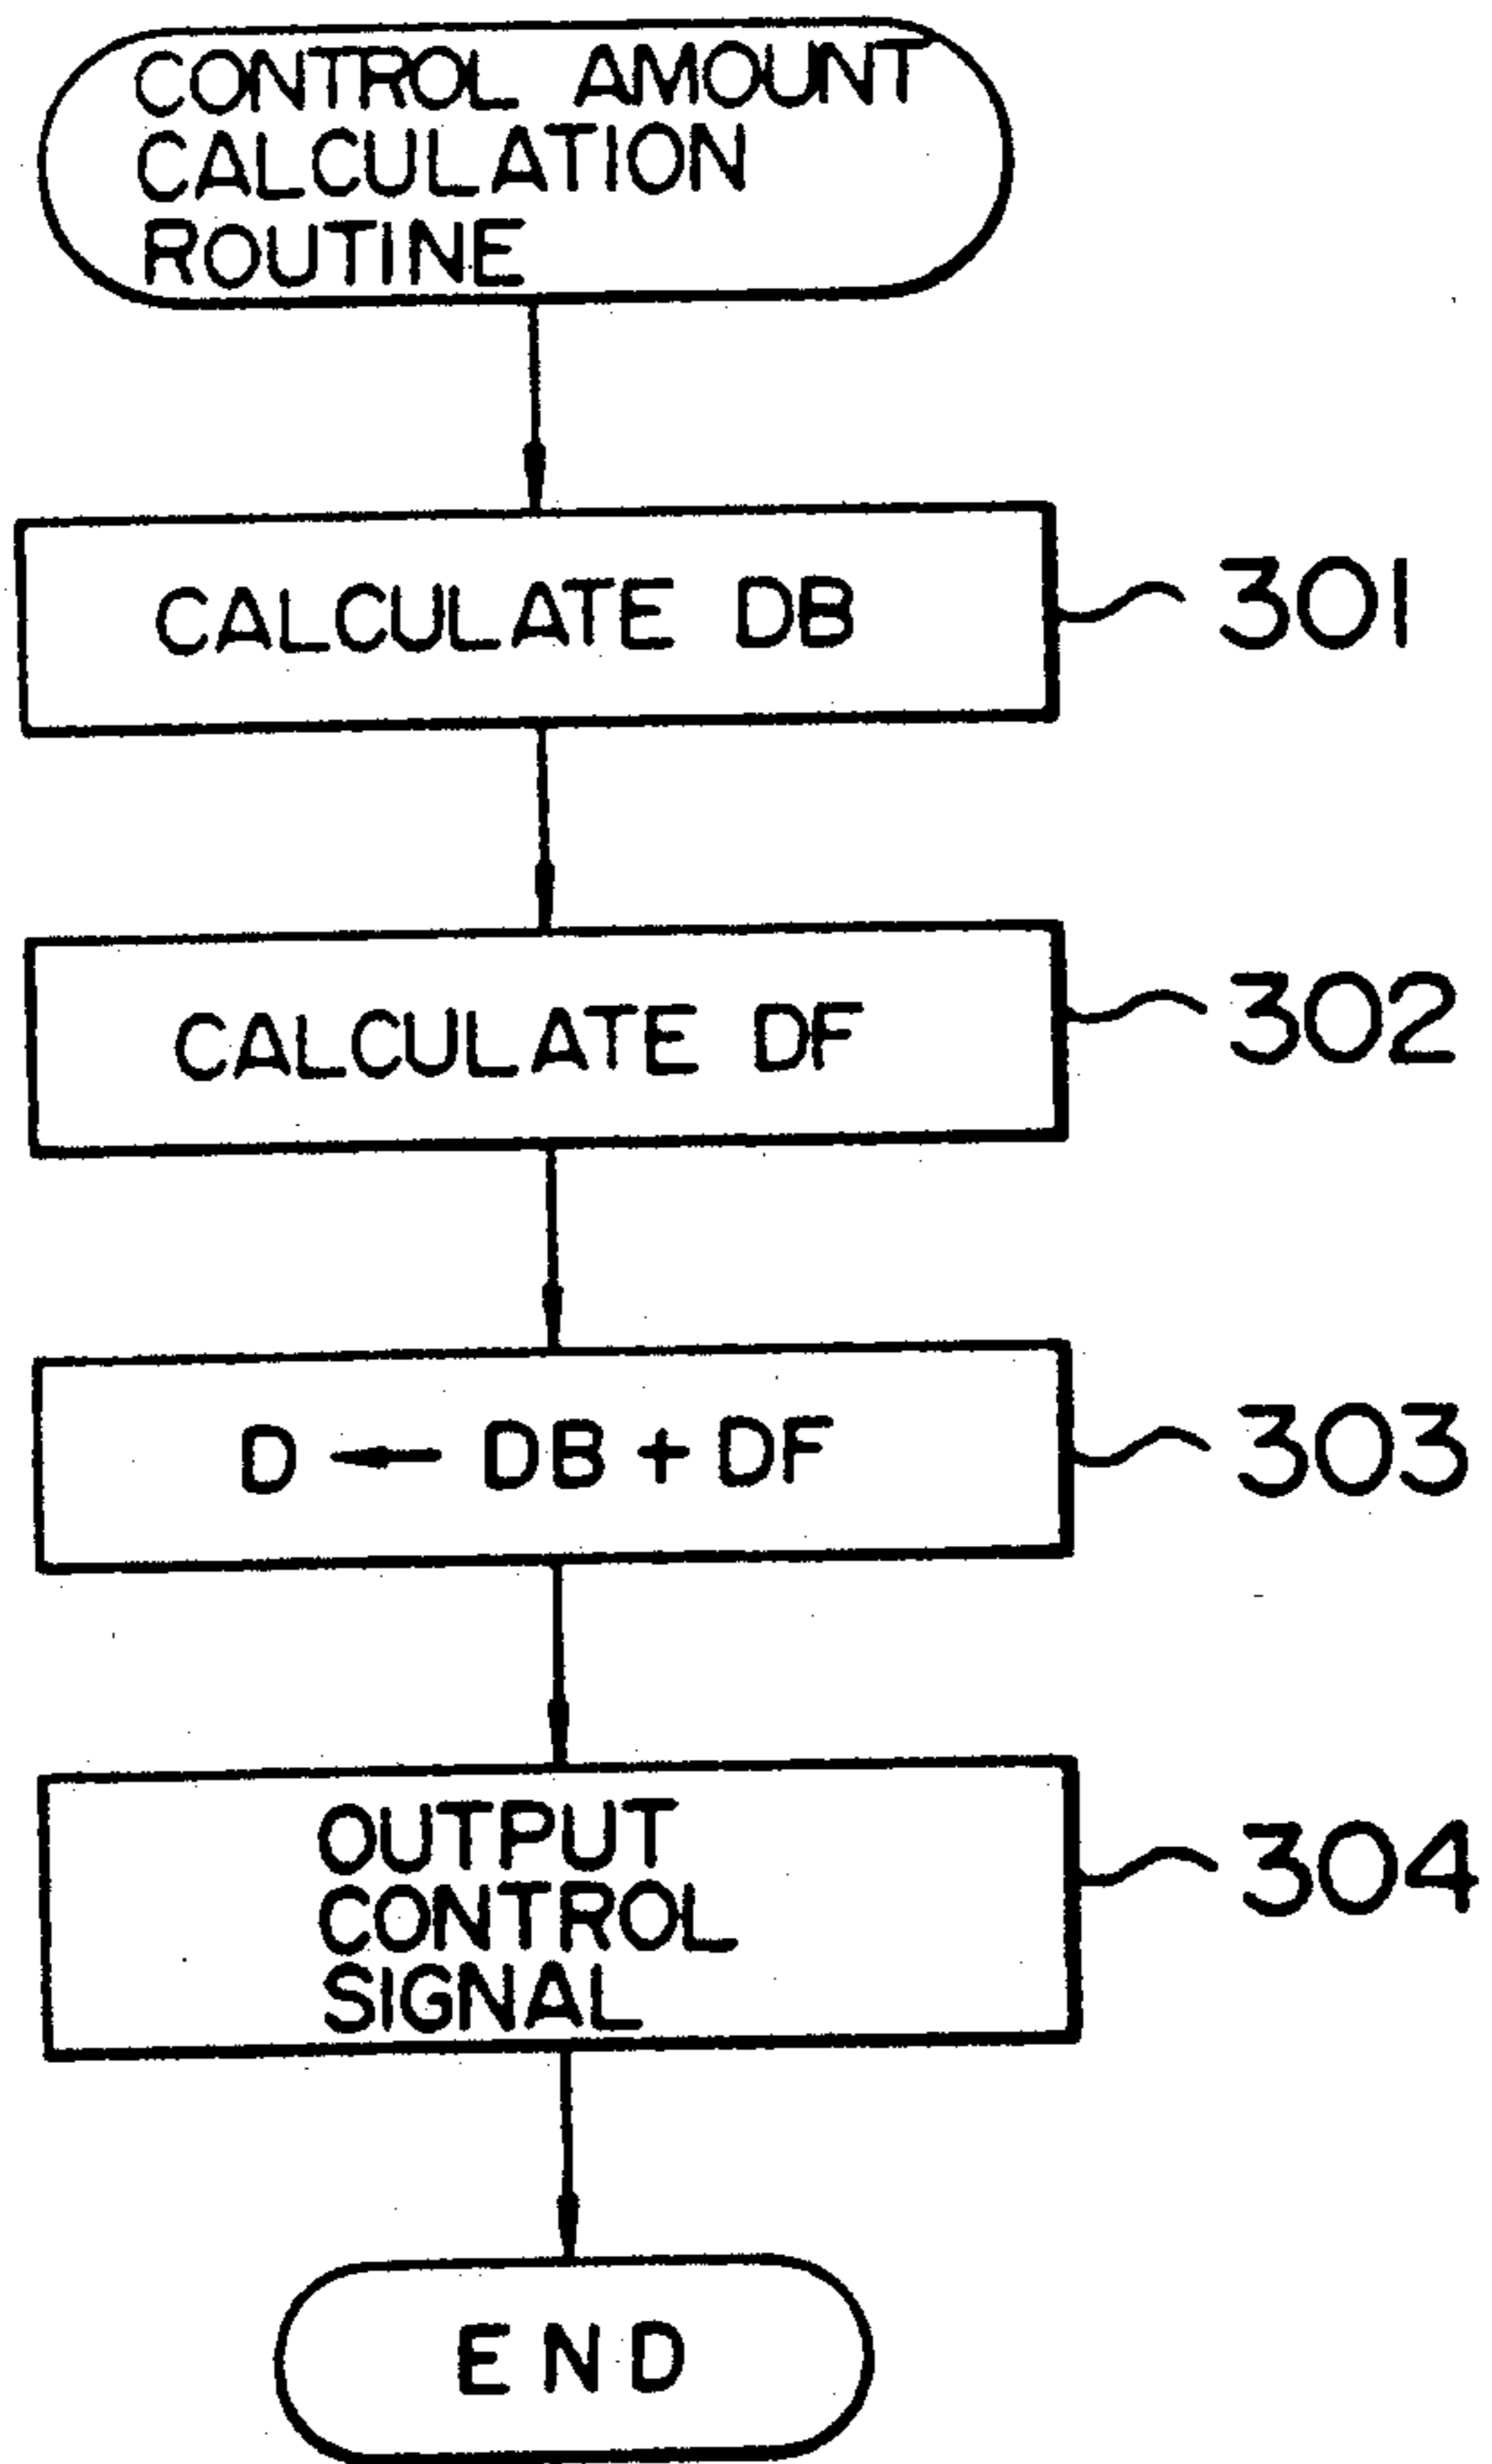 CONTROL AMOUNT
CALCULATION
ROUTINE
CALCULATE DB
301
CALCULATE DF
302
D ← DB + DF
303
OUTPUT
CONTROL
SIGNAL
304
END